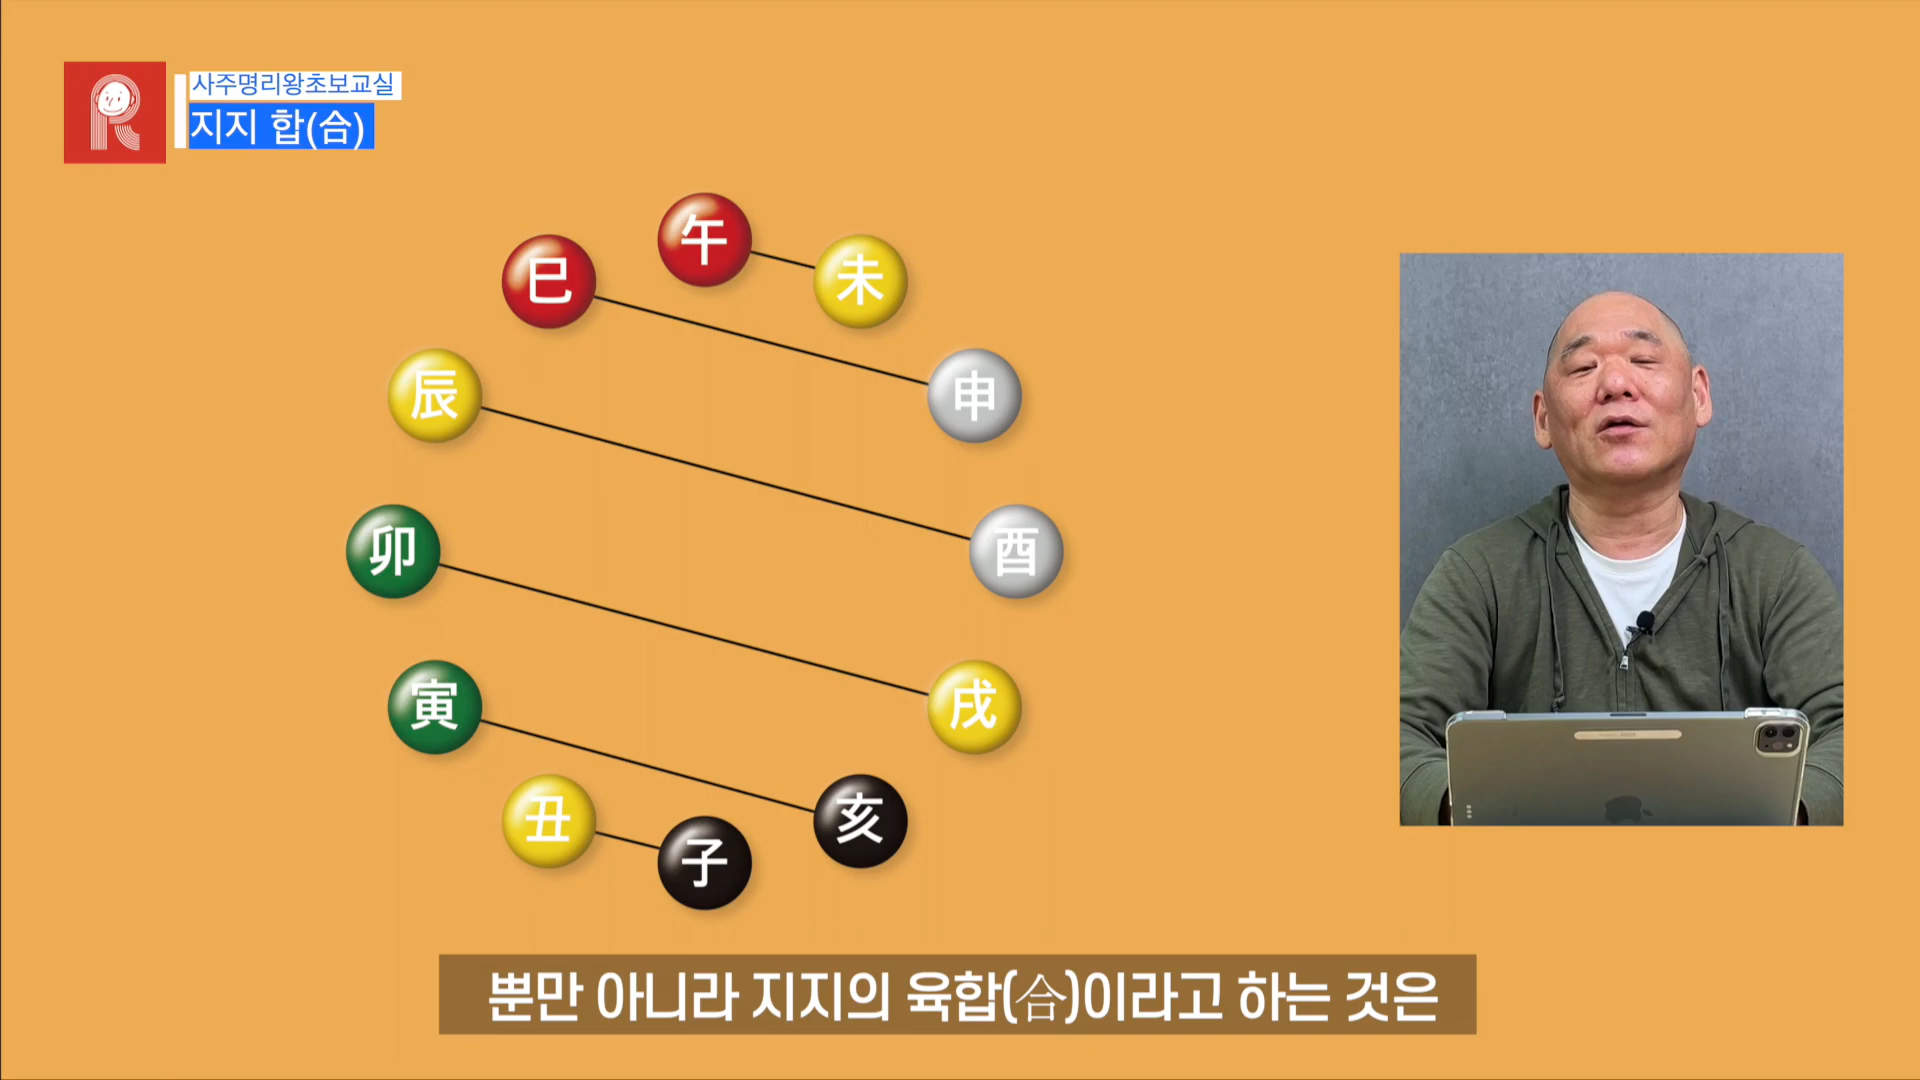 사주명리왕초보교실
지지 합(合)
午
巳
未
辰
申
卯
酉
寅
戌
丑
亥
子
뿐만 아니라 지지의 육합(合)이라고 하는 것은